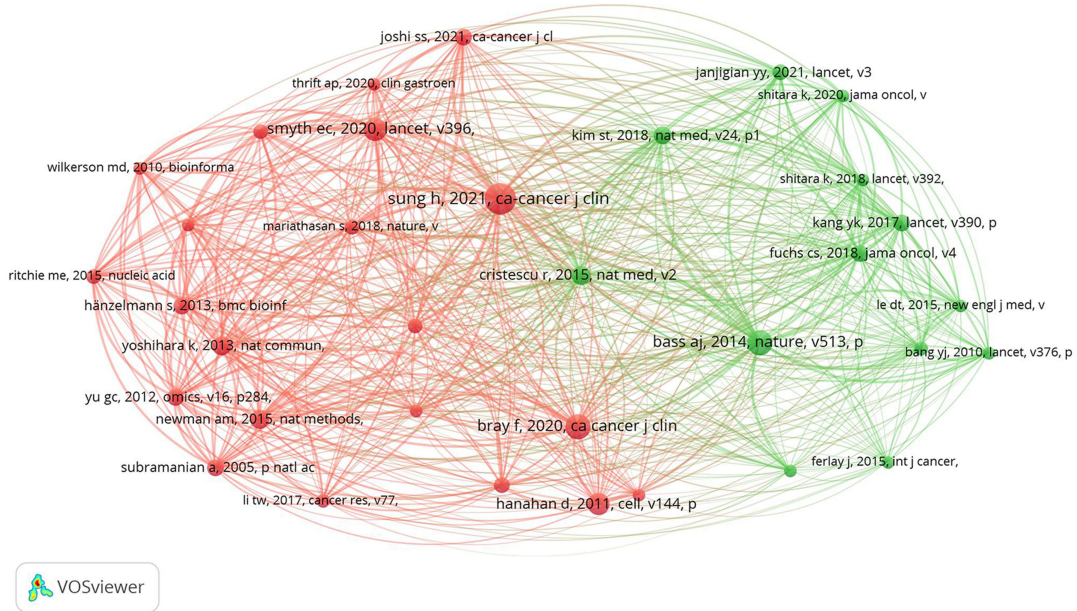 joshi ss, 2021, ca-cancer j cl
janjigian yy, 2021, lancet, v3
thrift ap, 2020, clin gastroen
shitara k, 2020, jama oncol, v
smyth ec, 2020, lancet, v396,
kim st, 2018, nat med, v24, p1
wilkerson md, 2010, bioinforma
shitara k, 2018, lancet, v392,
sung h, 2021, ca-cancer j clin
mariathasan s, 2018, nature, v
kang yk, 2017, lancet, v390, p
fuchs cs, 2018, jama oncol, v4
ritchie me, 2015, nucleic acid
cristescu r, 2015, nat med, v2
hänzelmann s, 2013, bmc bioinf
le dt, 2015, new engl j med, v
yoshihara k, 2013, nat commun,
bass aj, 2014, nature, v513, p
bang yj, 2010, lancet, v376, p
yu gc, 2012, omics, v16, p284,
newman am, 2015, nat methods,
bray f, 2020, ca cancer j clin
subramanian a, 2005, p natl ac
ferlay j, 2015, int j cancer,
li tw, 2017, cancer res, v77,
hanahan d, 2011, cell, v144, p
VOSviewer